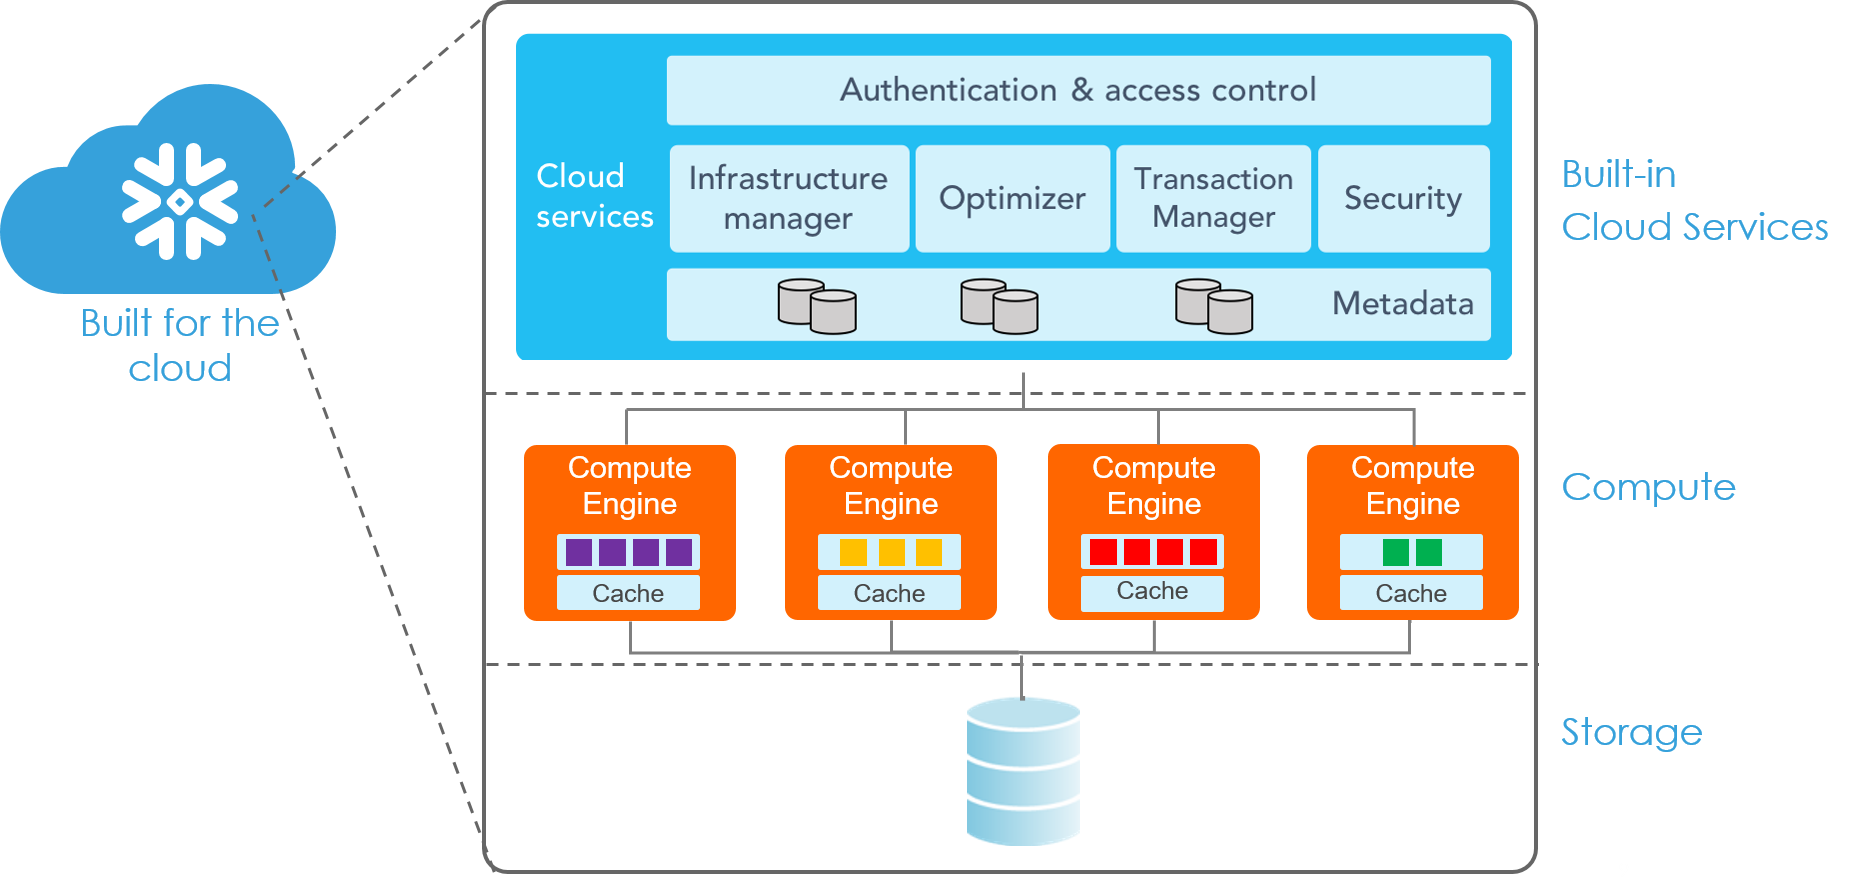 Built for the
cloud
Cloud
services
Authentication & access control
Infrastructure
manager
Optimizer
Transaction
Manager
Security
Metadata
Built-in
Cloud Services
Compute
Engine
Cache
Compute
Engine
Cache
Compute
Engine
Cache
Compute
Engine
Cache
Compute
Storage